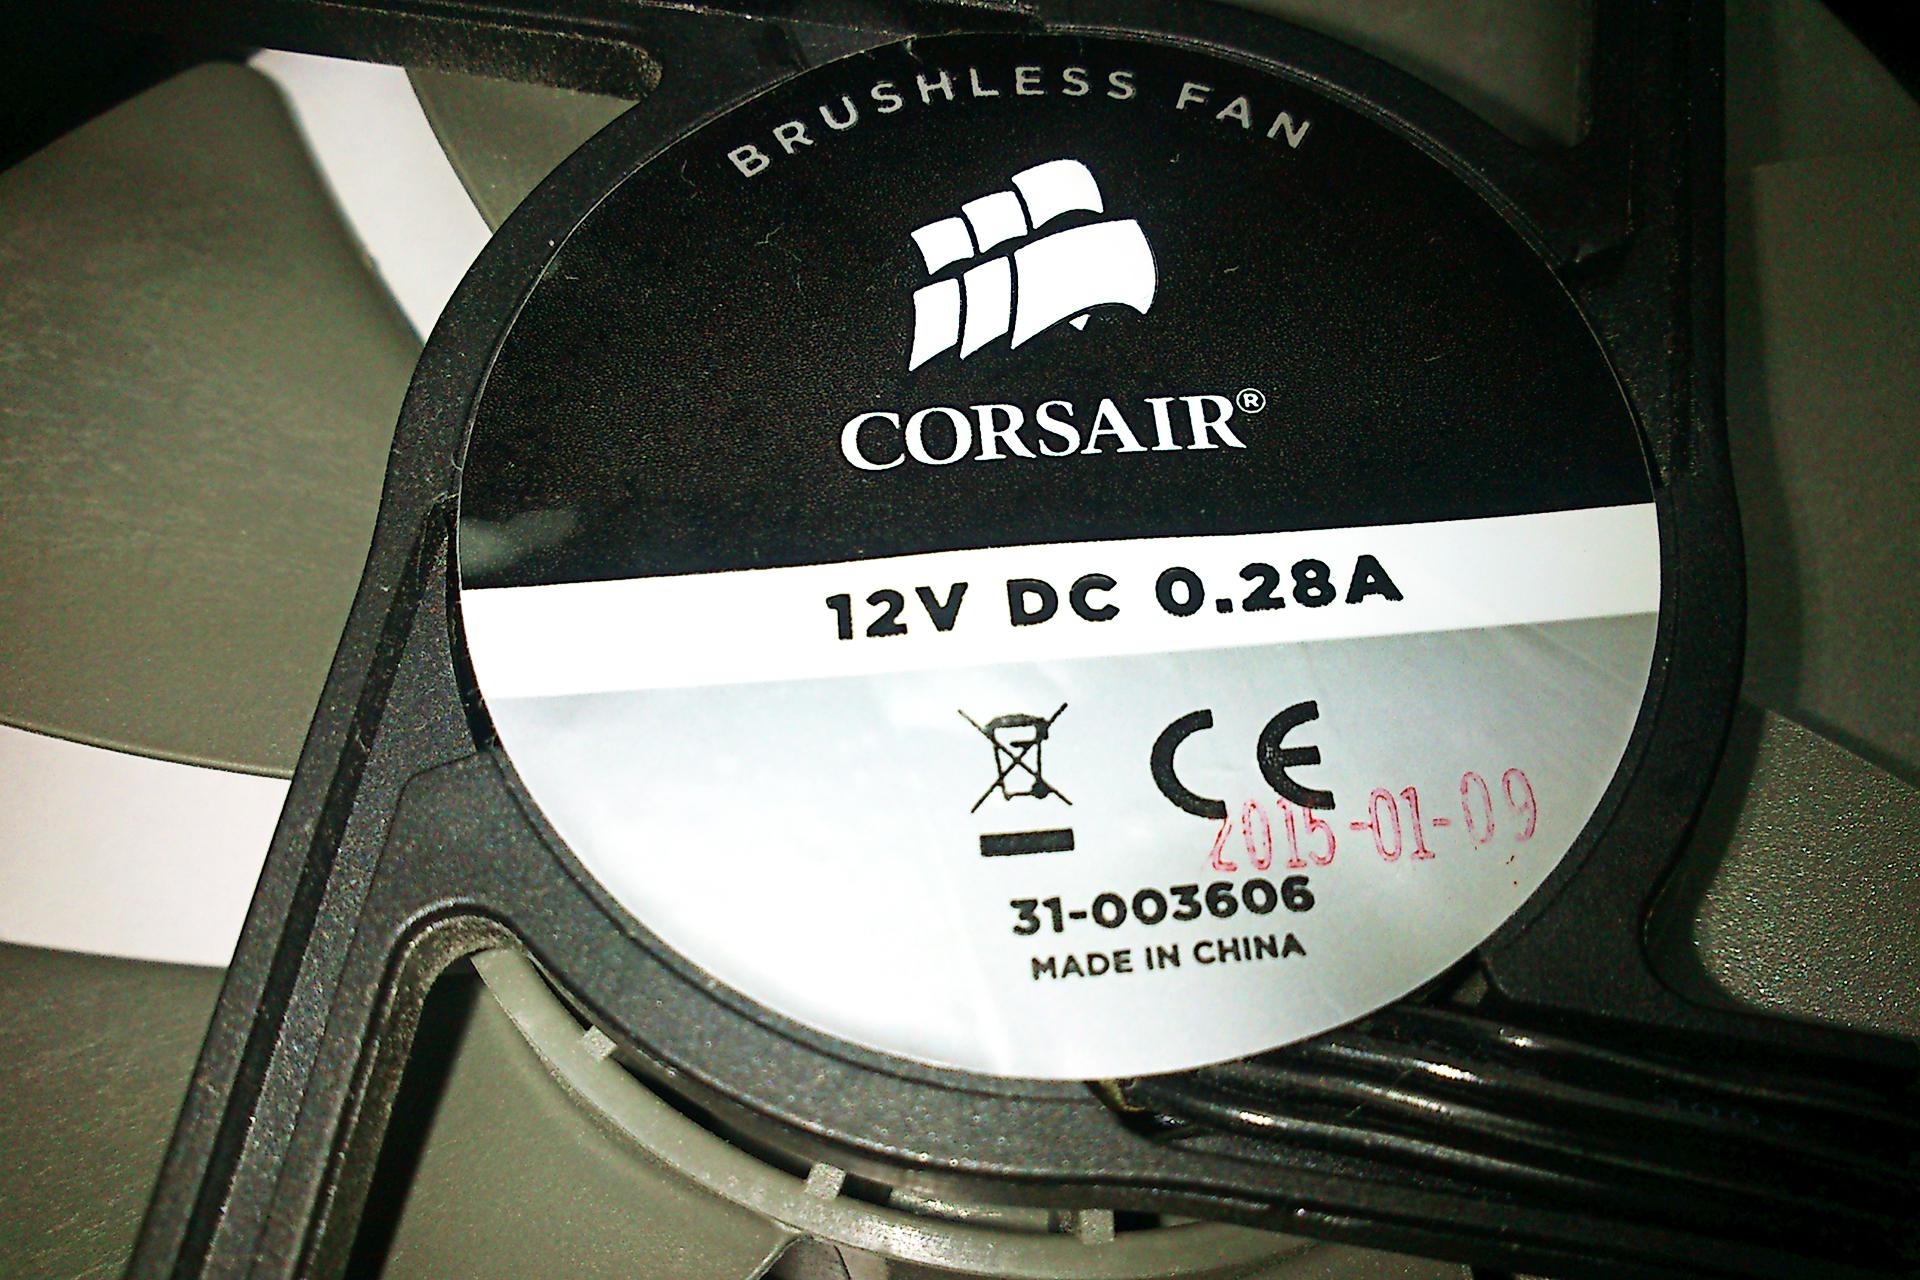 BRUSHLESS FAN
CORSAIR®
12V DC 0.28A
CE
2015-01-09
31-003606
MADE IN CHINA